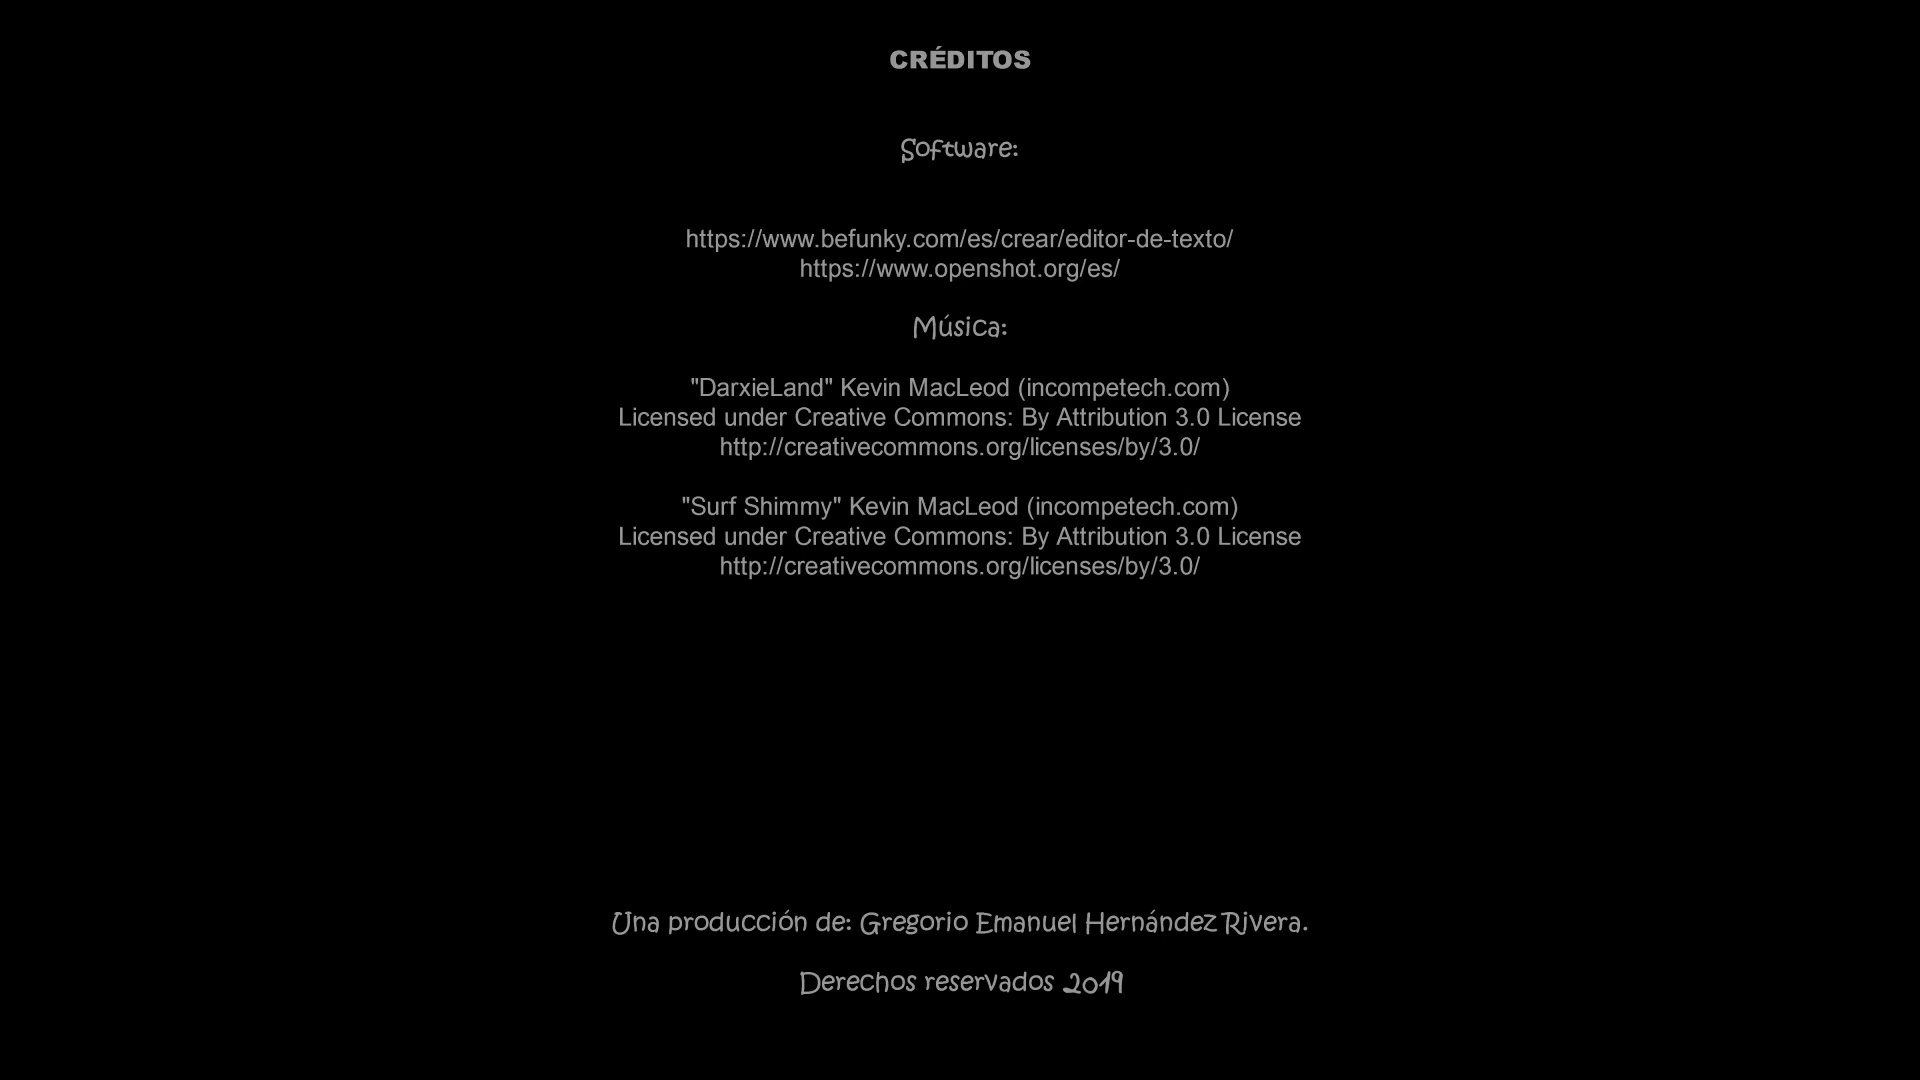 CRÉDITOS
Software:
https://www.befunky.com/es/crear/editor-de-texto/
https://www.openshot.org/es/
Música:
"DarxieLand" Kevin MacLeod (incompetech.com)
Licensed under Creative Commons: By Attribution 3.0 License
http://creativecommons.org/licenses/by/3.0/
"Surf Shimmy" Kevin MacLeod (incompetech.com)
Licensed under Creative Commons: By Attribution 3.0 License
http://creativecommons.org/licenses/by/3.0/
Una producción de: Gregorio Emanuel Hernández Rivera.
Derechos reservados 2019